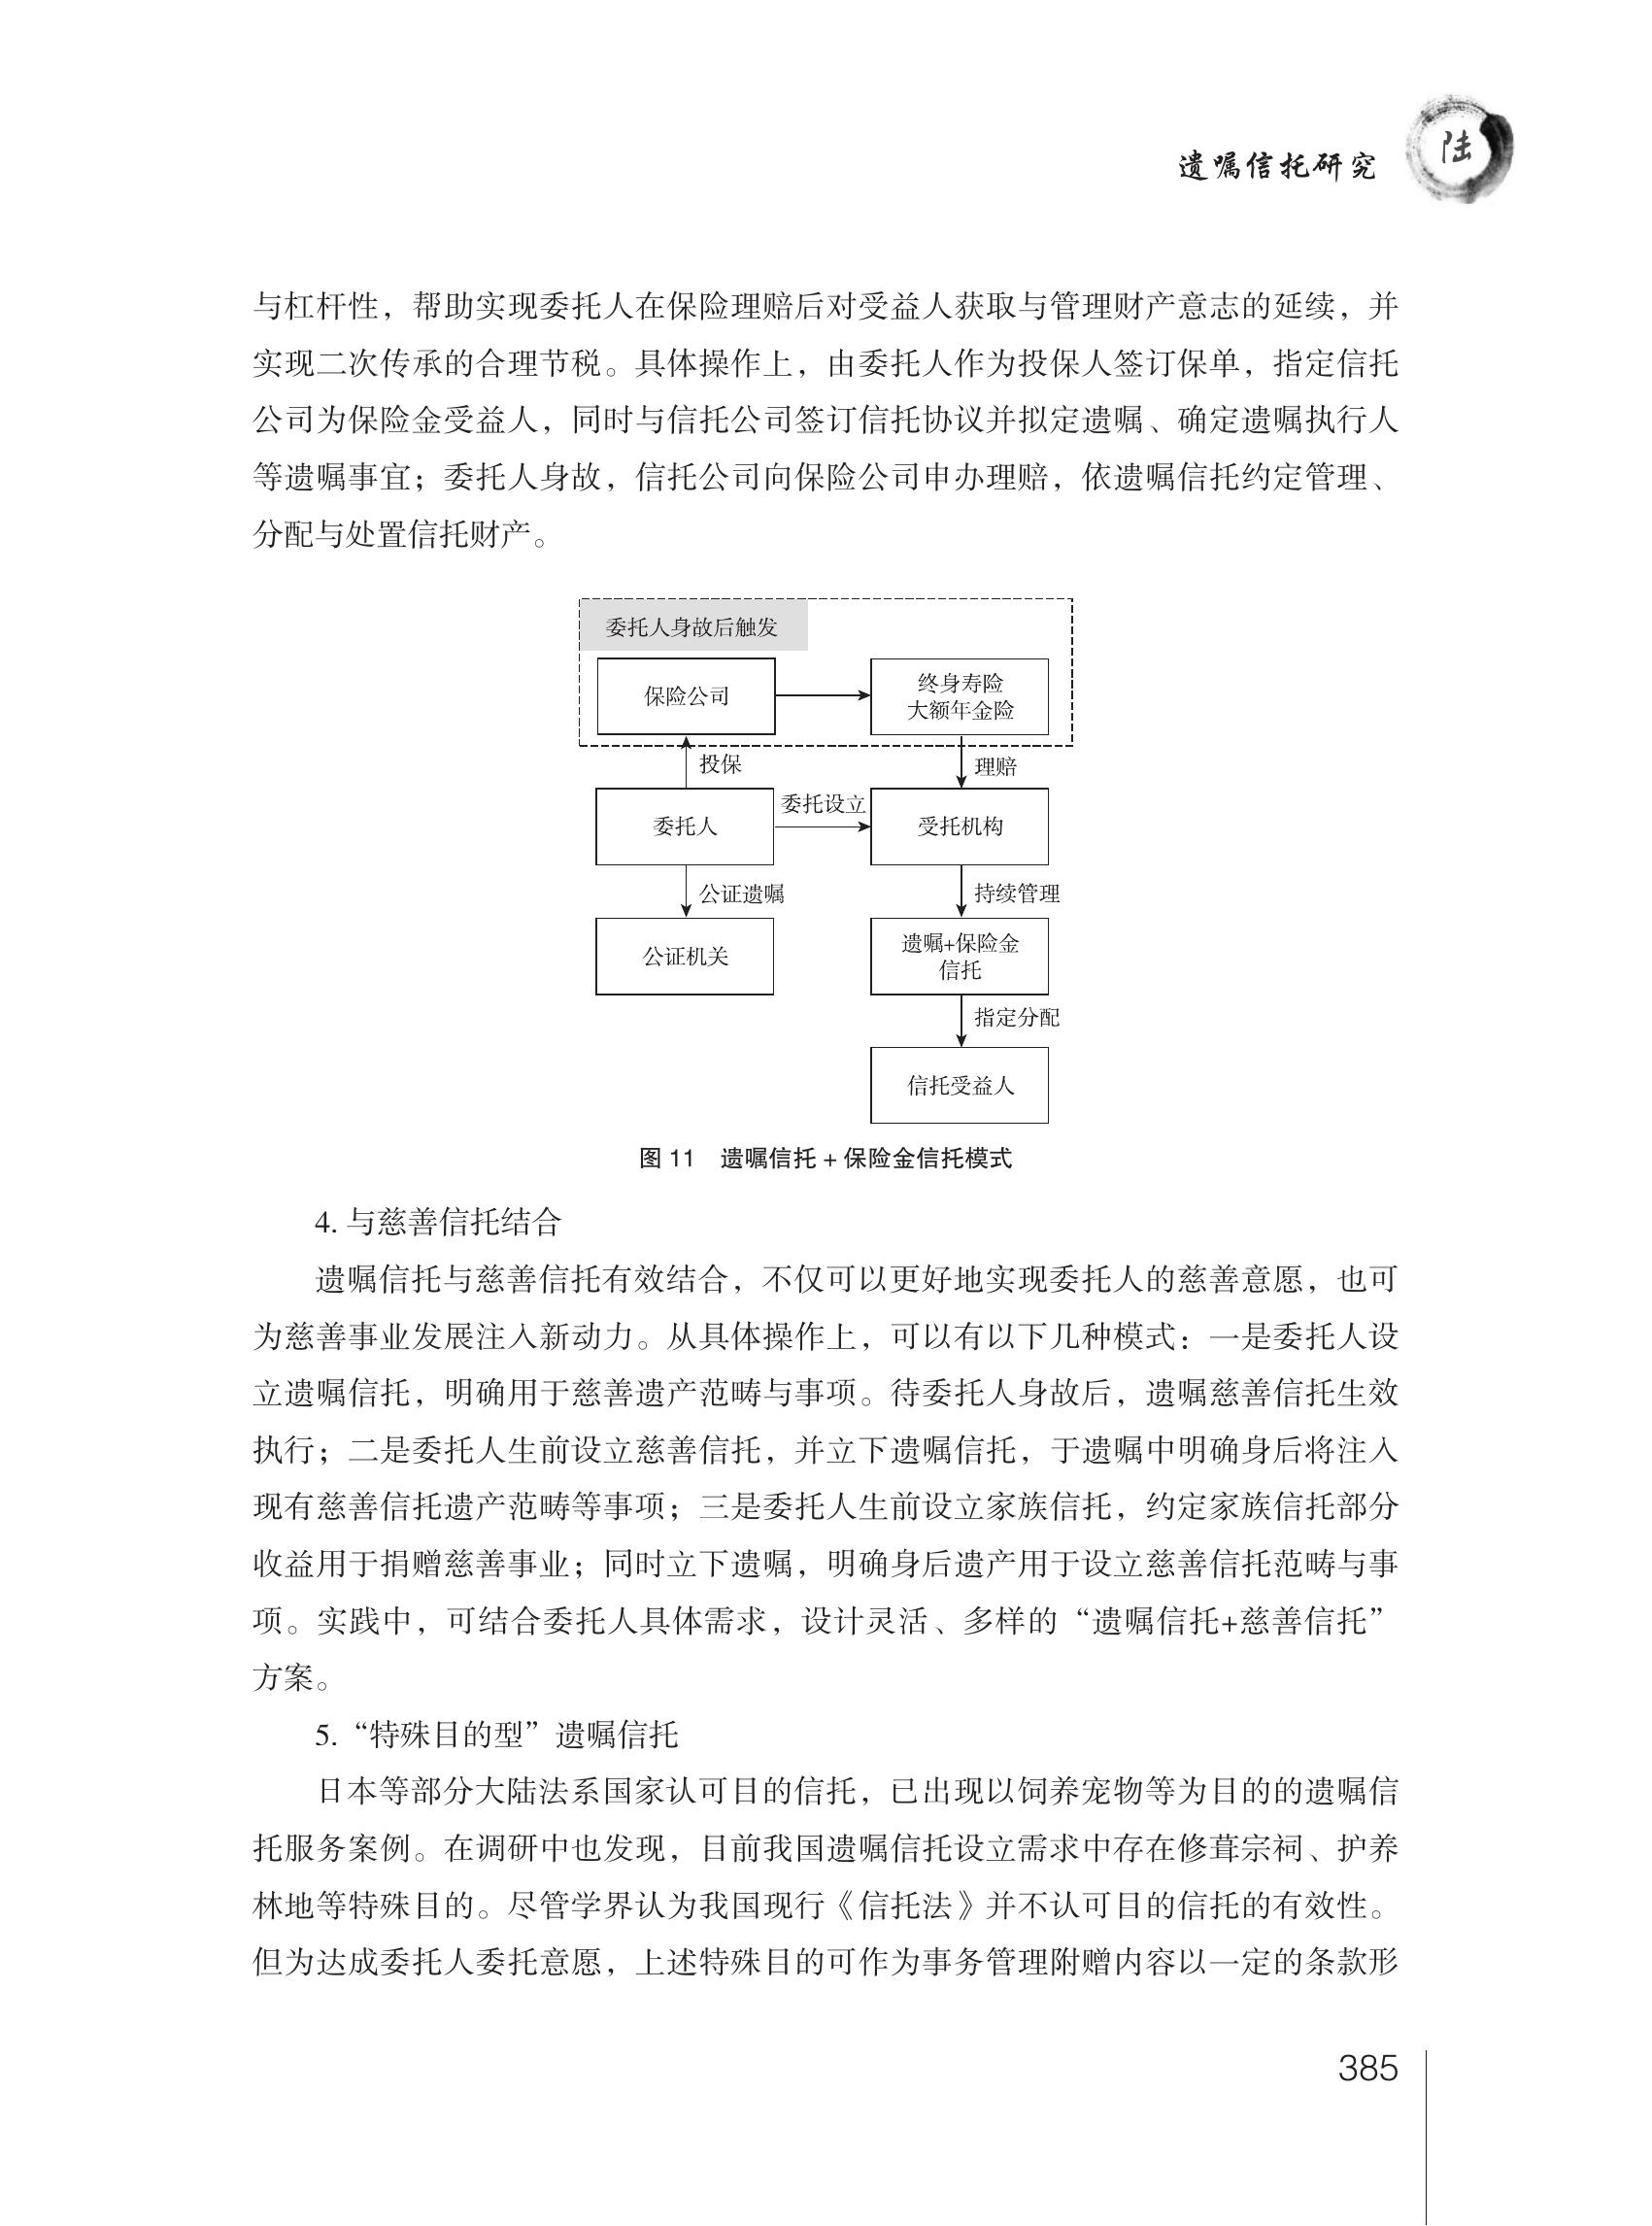 遗嘱信托研究
陆
与杠杆性，帮助实现委托人在保险理赔后对受益人获取与管理财产意志的延续，并
实现二次传承的合理节税。具体操作上，由委托人作为投保人签订保单，指定信托
公司为保险金受益人，同时与信托公司签订信托协议并拟定遗嘱、确定遗嘱执行人
等遗嘱事宜；委托人身故，信托公司向保险公司申办理赔，依遗嘱信托约定管理、
分配与处置信托财产。
委托人身故后触发
保险公司
终身寿险
大额年金险
投保
理赔
委托人
委托设立
受托机构
公证遗嘱
持续管理
公证机关
遗嘱+保险金
信托
指定分配
信托受益人
图 11 遗嘱信托 + 保险金信托模式
4. 与慈善信托结合
遗嘱信托与慈善信托有效结合，不仅可以更好地实现委托人的慈善意愿，也可
为慈善事业发展注入新动力。从具体操作上，可以有以下几种模式：一是委托人设
立遗嘱信托，明确用于慈善遗产范畴与事项。待委托人身故后，遗嘱慈善信托生效
执行；二是委托人生前设立慈善信托，并立下遗嘱信托，于遗嘱中明确身后将注入
现有慈善信托遗产范畴等事项；三是委托人生前设立家族信托，约定家族信托部分
收益用于捐赠慈善事业；同时立下遗嘱，明确身后遗产用于设立慈善信托范畴与事
项。实践中，可结合委托人具体需求，设计灵活、多样的“遗嘱信托+慈善信托”
方案。
5.“特殊目的型”遗嘱信托
日本等部分大陆法系国家认可目的信托，已出现以饲养宠物等为目的的遗嘱信
托服务案例。在调研中也发现，目前我国遗嘱信托设立需求中存在修葺宗祠、护养
林地等特殊目的。尽管学界认为我国现行《信托法》并不认可目的信托的有效性。
但为达成委托人委托意愿，上述特殊目的可作为事务管理附赠内容以一定的条款形
385